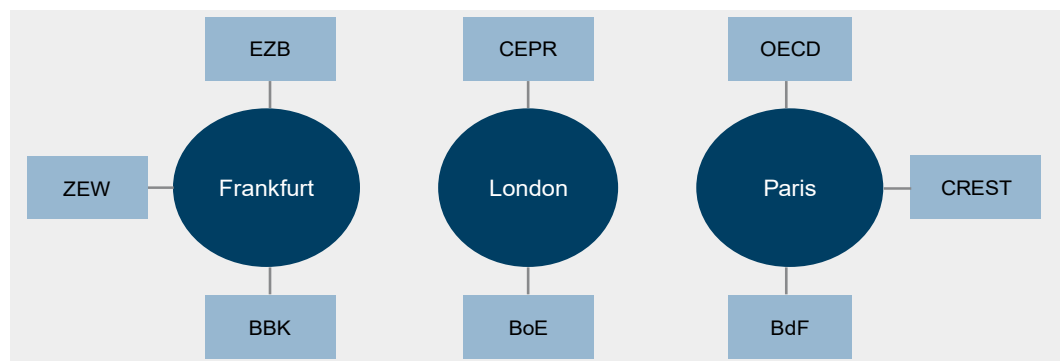 EZB
CEPR
OECD
ZEW
Frankfurt
London
Paris
CREST
BBK
BoE
BdF